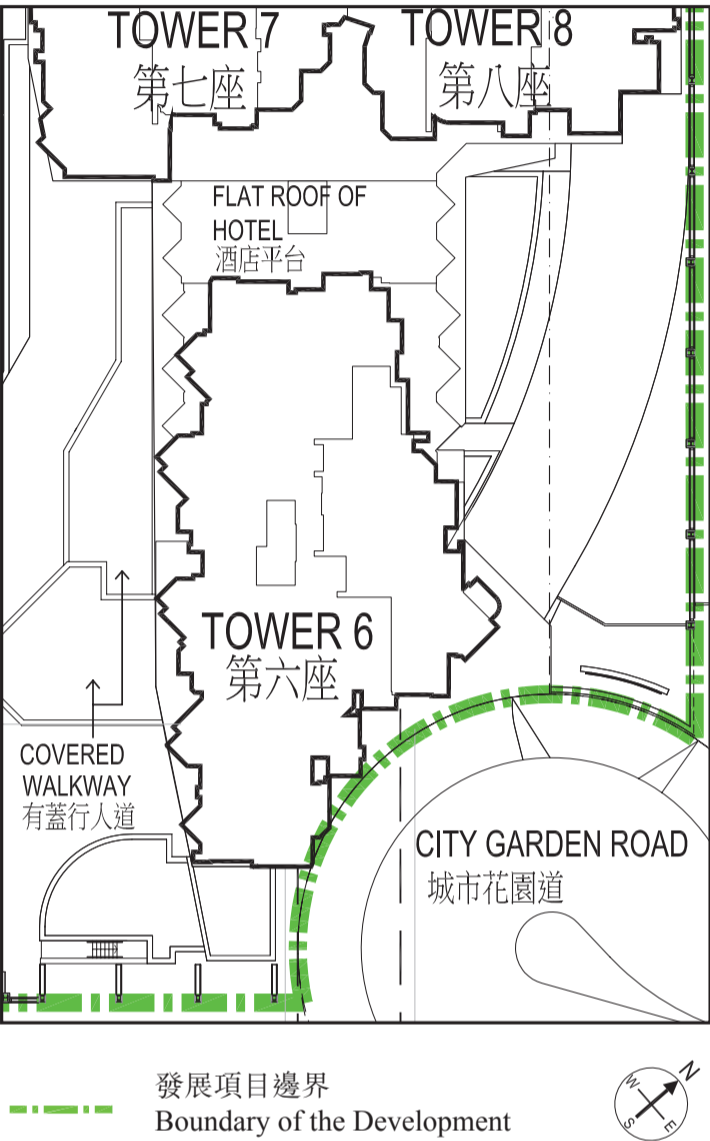 TOWER 7
第七座
TOWER 8
第八座
FLAT ROOF OF
HOTEL
酒店平台
TOWER 6
第六座
COVERED
WALKWAY
有蓋行人道
CITY GARDEN ROAD
城市花園道
發展項目邊界
Boundary of the Development
N
W
S
E